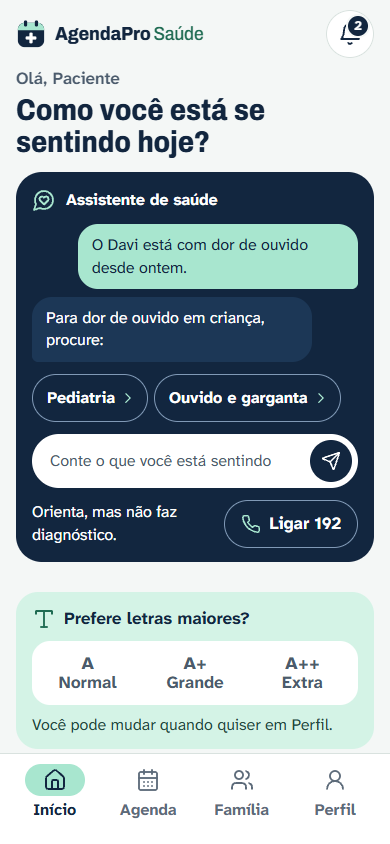 AgendaPro Saúde
2
Olá, Paciente
Como você está se
sentindo hoje?
Assistente de saúde
O Davi está com dor de ouvido
desde ontem.
Para dor de ouvido em criança,
procure:
Pediatria
Ouvido e garganta
Conte o que você está sentindo
Orienta, mas não faz
diagnóstico.
Ligar 192
Prefere letras maiores?
A
Normal
A+
Grande
A++
Extra
Você pode mudar quando quiser em Perfil.
Início
Agenda
Família
Perfil